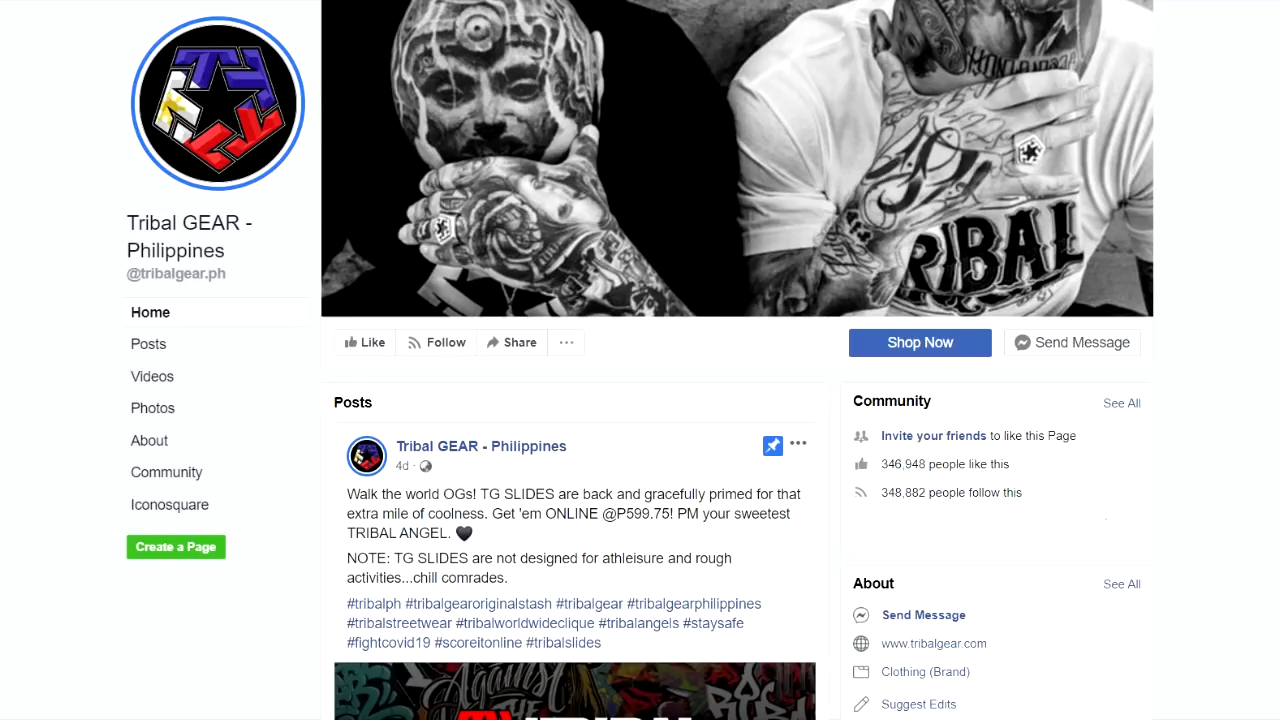 TRIBAL
Tribal GEAR -
Philippines
@tribalgear.ph
Home
Posts
Videos
Photos
About
Community
Iconosquare
Create a Page
Like
Follow
Share
Shop Now
Send Message
Posts
Tribal GEAR - Philippines
4d ·
Walk the world OGs! TG SLIDES are back and gracefully primed for that
extra mile of coolness. Get 'em ONLINE @P599.75! PM your sweetest
TRIBAL ANGEL. 🖤
NOTE: TG SLIDES are not designed for athleisure and rough
activities...chill comrades.
#tribalph #tribalgearoriginalstash #tribalgear #tribalgearphilippines
#tribalstreetwear #tribalworldwideclique #tribalangels #staysafe
#fightcovid19 #scoreitonline #tribalslides
Against
THE
Community
See All
Invite your friends to like this Page
346,948 people like this
348,882 people follow this
About
See All
Send Message
www.tribalgear.com
Clothing (Brand)
Suggest Edits